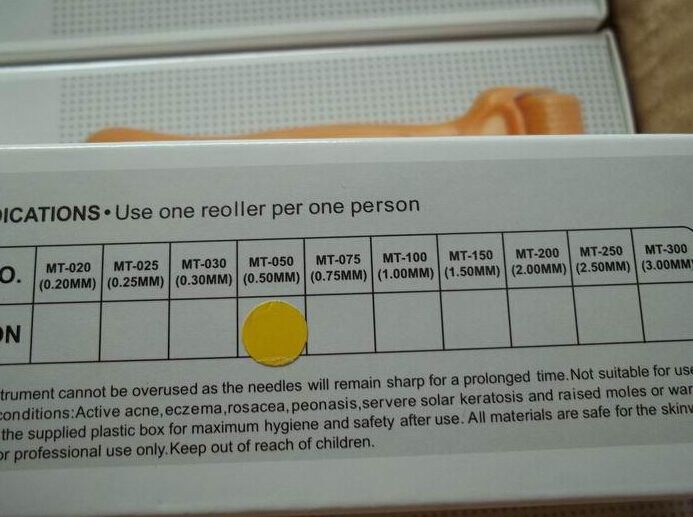 DICATIONS • Use one reoller per one person
O. MT-020 MT-025 MT-030 MT-050 MT-075 MT-100 MT-150 MT-200 MT-250 MT-300
(0.20MM) (0.25MM) (0.30MM) (0.50MM) (0.75MM) (1.00MM) (1.50MM) (2.00MM) (2.50MM) (3.00MM)
ON
trument cannot be overused as the needles will remain sharp for a prolonged time.Not suitable for use
conditions:Active acne,eczema,rosacea,peonasis,servere solar keratosis and raised moles or war
the supplied plastic box for maximum hygiene and safety after use. All materials are safe for the skin
or professional use only.Keep out of reach of children.